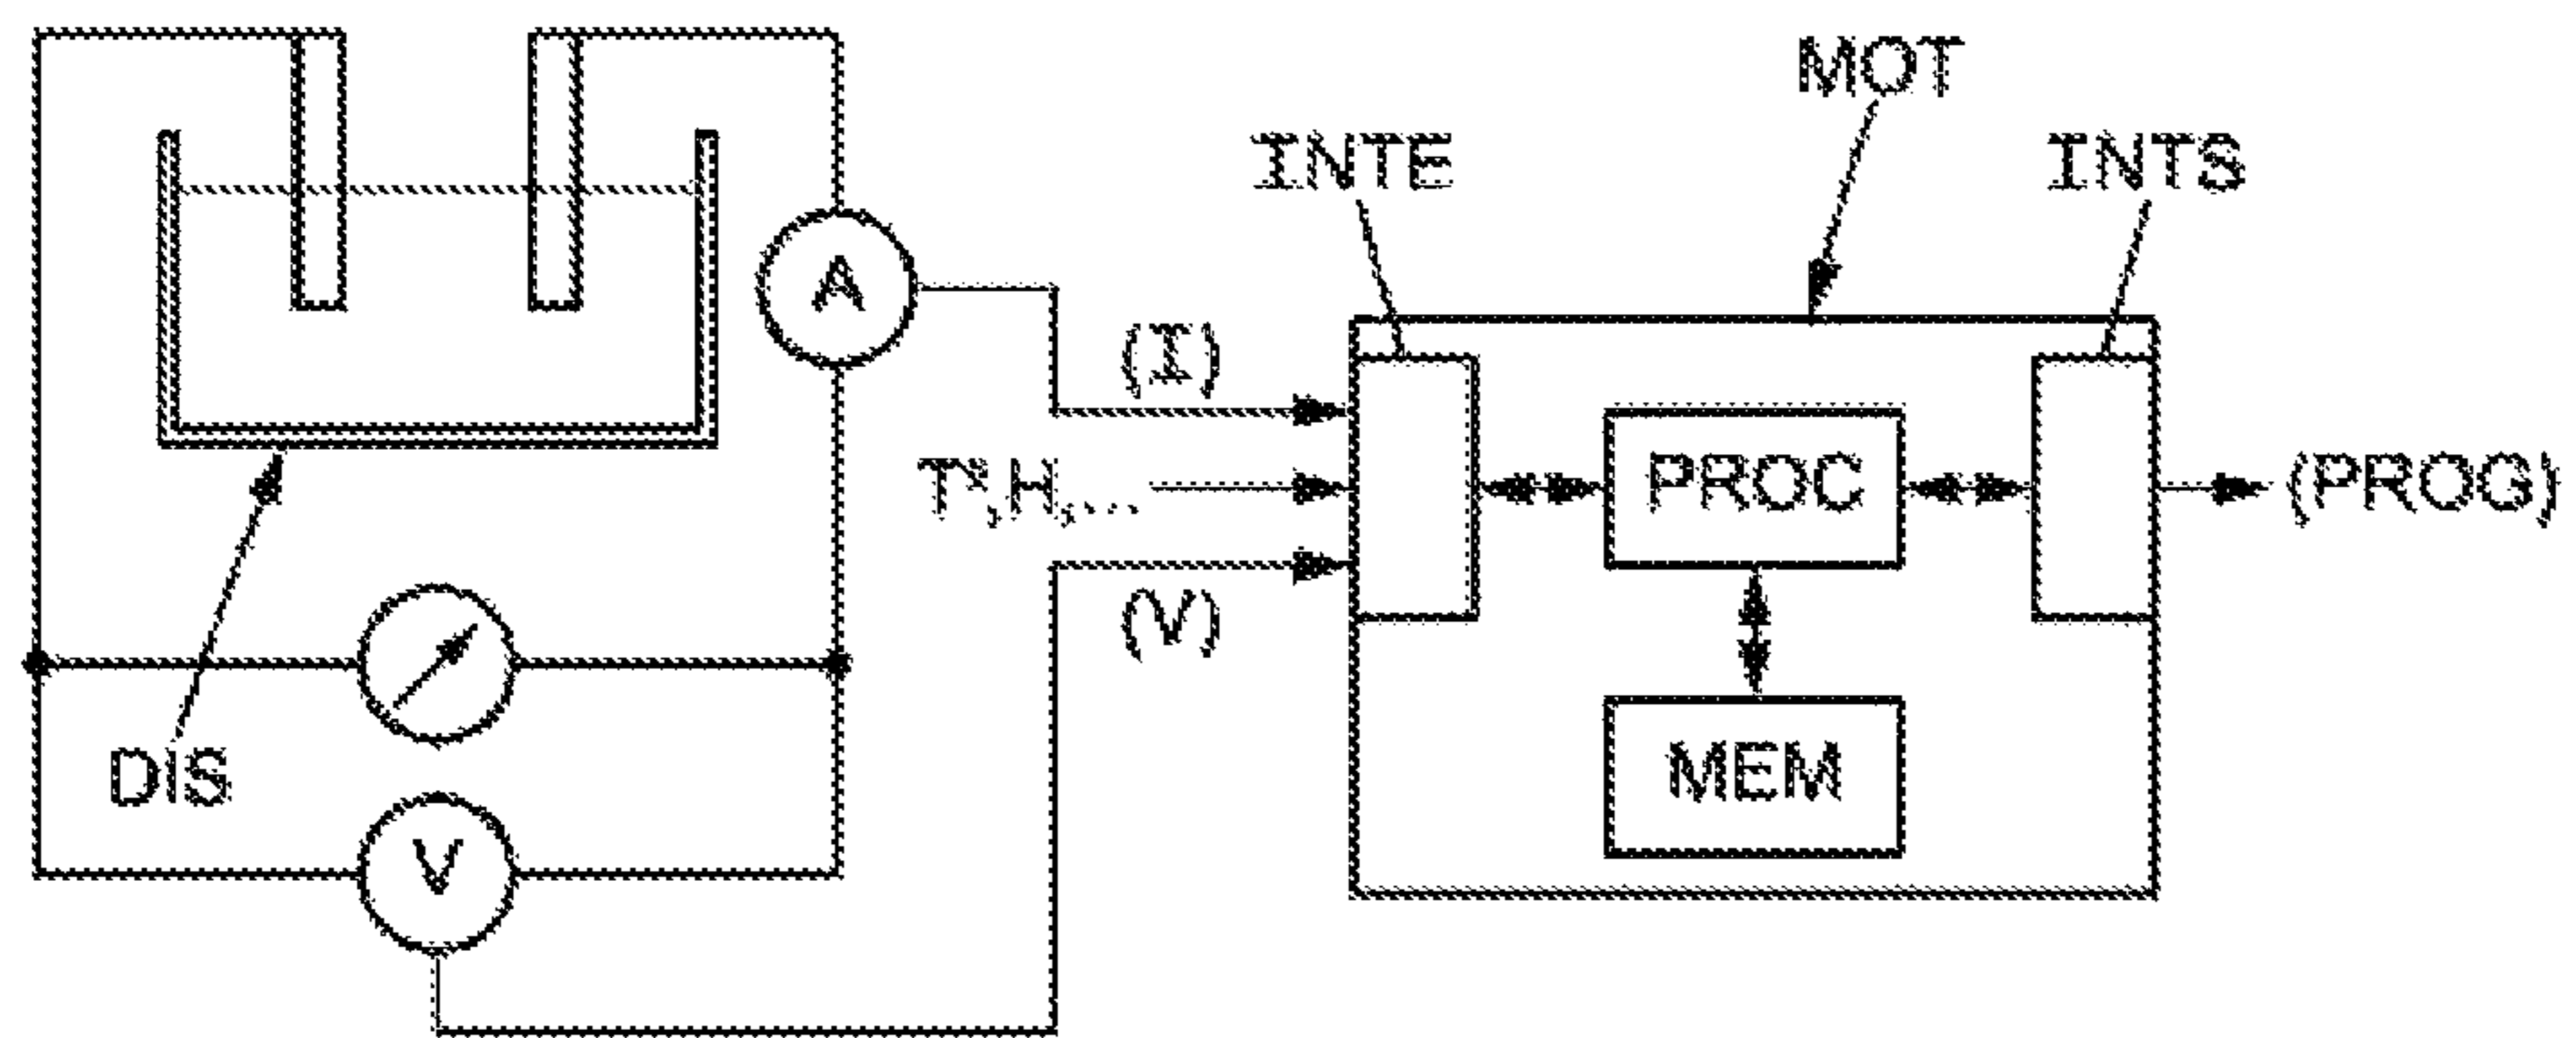 MOT
INTE
INTS
A
(I)
T°,H,...
PROC
(PROG)
(V)
DIS
MEM
V